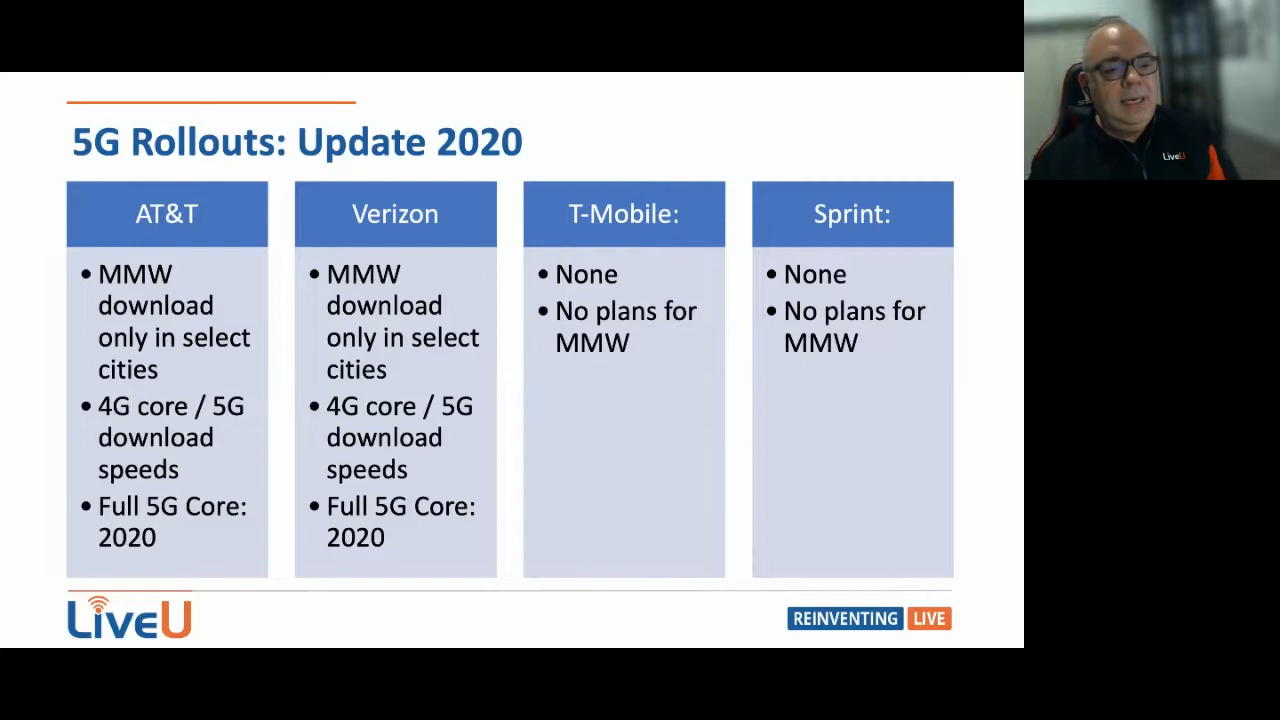 5G Rollouts: Update 2020
AT&T
• MMW
download
only in select
cities
• 4G core / 5G
download
speeds
• Full 5G Core:
2020
Verizon
• MMW
download
only in select
cities
• 4G core / 5G
download
speeds
• Full 5G Core:
2020
T-Mobile:
• None
• No plans for
MMW
Sprint:
• None
• No plans for
MMW
LiveU
REINVENTING LIVE
LiveU